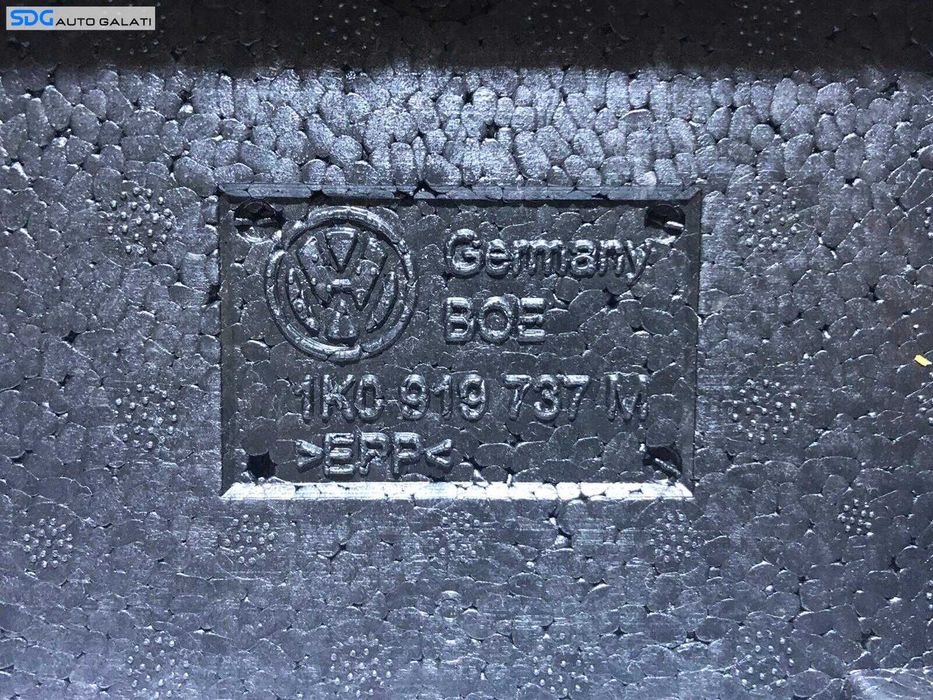 SDG AUTO GALATI
Germany
BOE
1K0 919 737 M
>EPP<